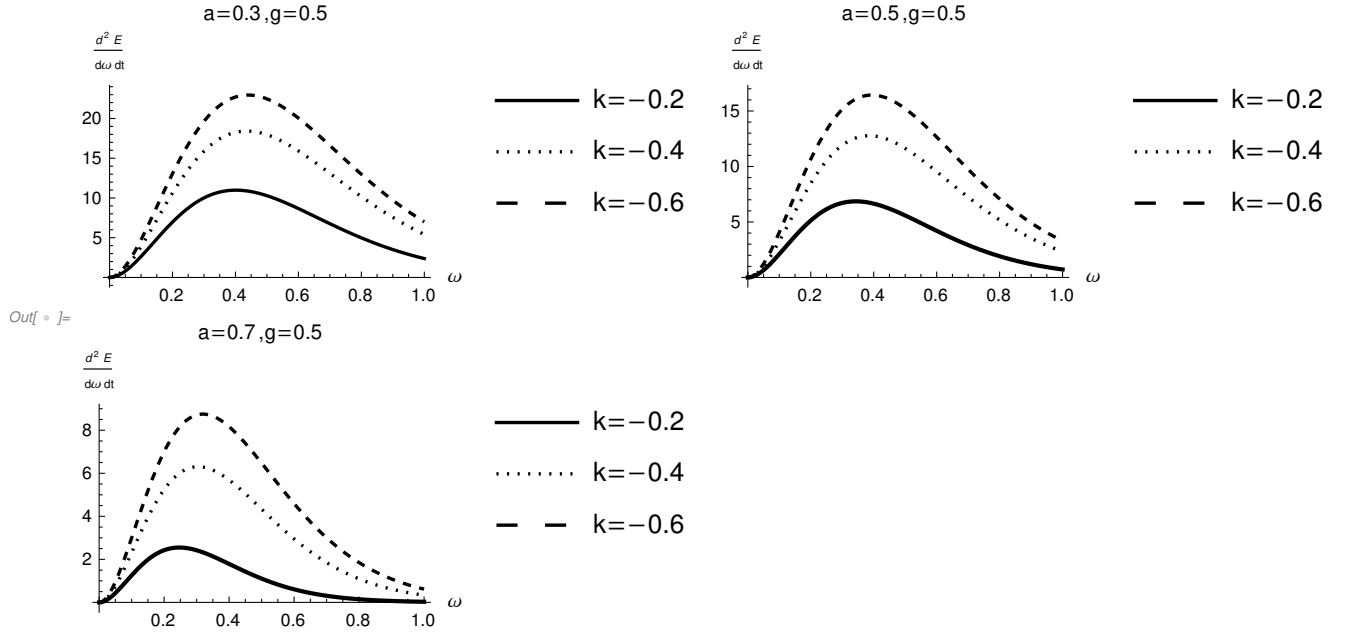 a=0.3,g=0.5
d² E
dω dt
20
15
10
5
0.2 0.4 0.6 0.8 1.0 ω
k=−0.2
k=−0.4
k=−0.6
a=0.5,g=0.5
d² E
dω dt
15
10
5
0.2 0.4 0.6 0.8 1.0 ω
k=−0.2
k=−0.4
k=−0.6
Out[ • ]=
a=0.7,g=0.5
d² E
dω dt
8
6
4
2
0.2 0.4 0.6 0.8 1.0 ω
k=−0.2
k=−0.4
k=−0.6